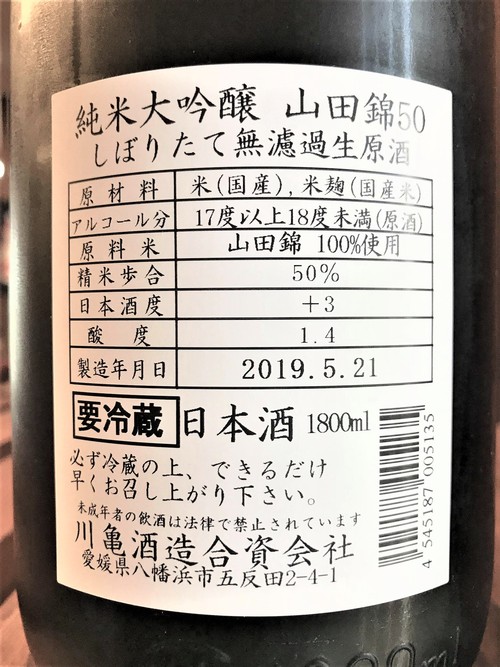 純米大吟醸 山田錦50
しぼりたて無濾過生原酒
原材料 米(国産),米麹(国産米)
アルコール分 17度以上18度未満(原酒)
原料米 山田錦 100%使用
精米歩合 50%
日本酒度 +3
酸度 1.4
製造年月日 2019.5.21
要冷蔵 日本酒 1800ml
必ず冷蔵の上、できるだけ
早くお召し上がり下さい。
未成年者の飲酒は法律で禁止されています
川亀酒造合資会社
愛媛県八幡浜市五反田2-4-1
4 545187 005135